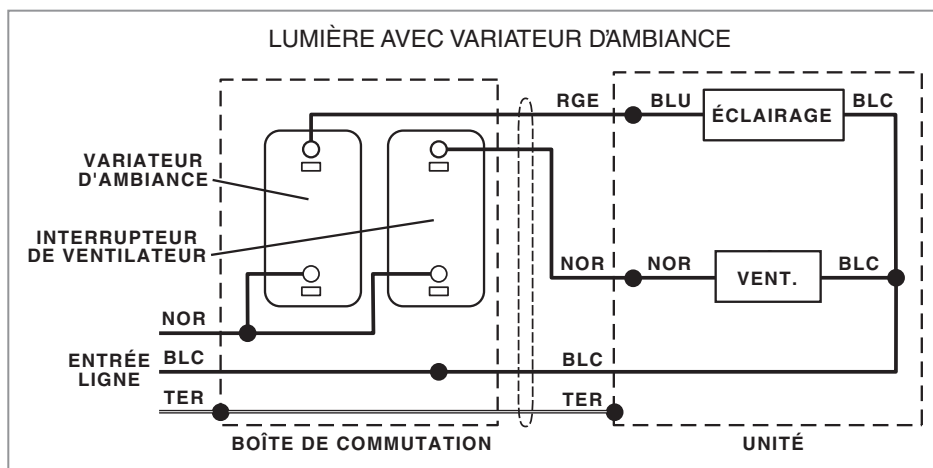 LUMIÈRE AVEC VARIATEUR D'AMBIANCE
RGE
BLU
ÉCLAIRAGE
BLC
VARIATEUR
D'AMBIANCE
INTERRUPTEUR
DE VENTILATEUR
NOR
NOR
VENT.
BLC
NOR
ENTRÉE
LIGNE
BLC
BLC
TER
TER
BOÎTE DE COMMUTATION
UNITÉ